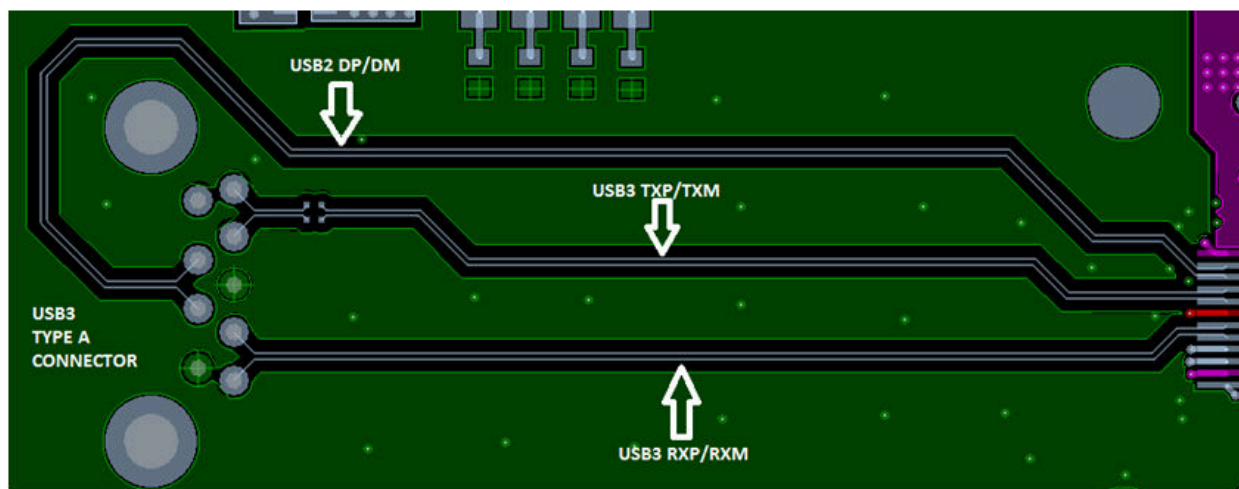 USB2 DP/DM
USB3 TXP/TXM
USB3
TYPE A
CONNECTOR
USB3 RXP/RXM